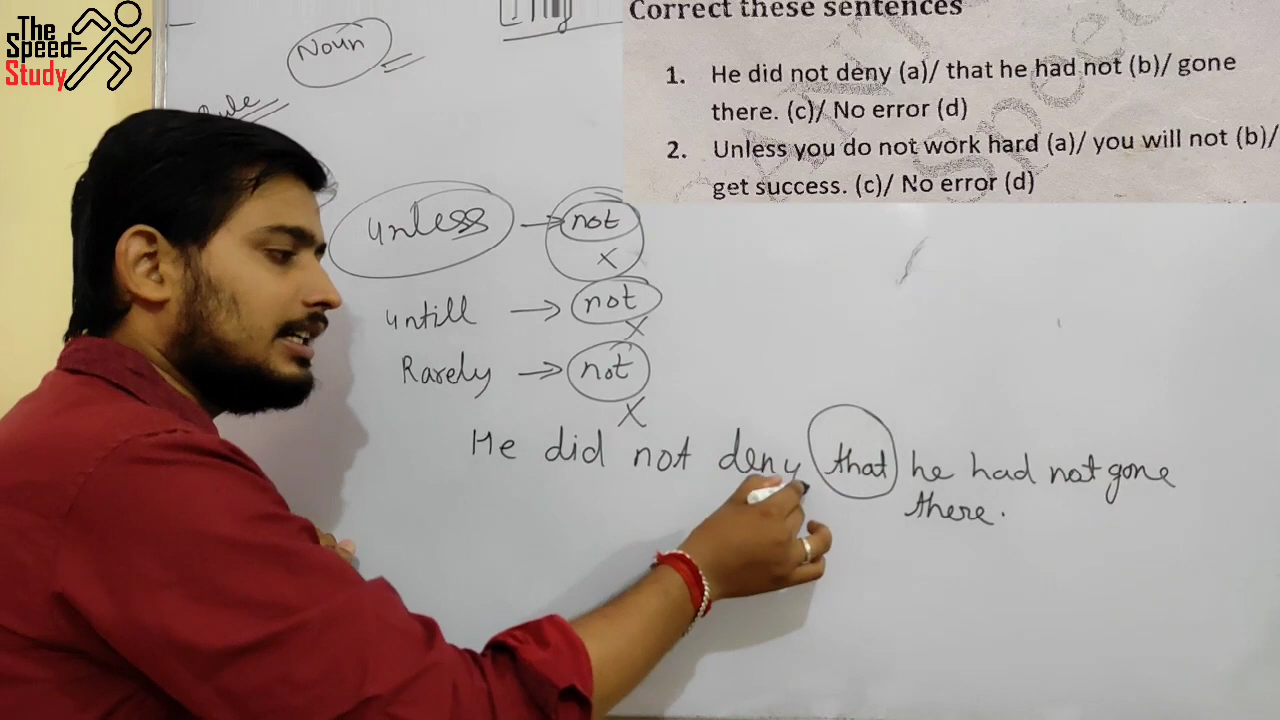 The
Speed
Study
Noun
Rule
Correct these sentences
1. He did not deny (a)/ that he had not (b)/ gone
there. (c)/ No error (d)
2. Unless you do not work hard (a)/ you will not (b)/
get success. (c)/ No error (d)
unless → not
x
untill → not
x
Rarely → not
x
He did not deny that he had not gone
there.